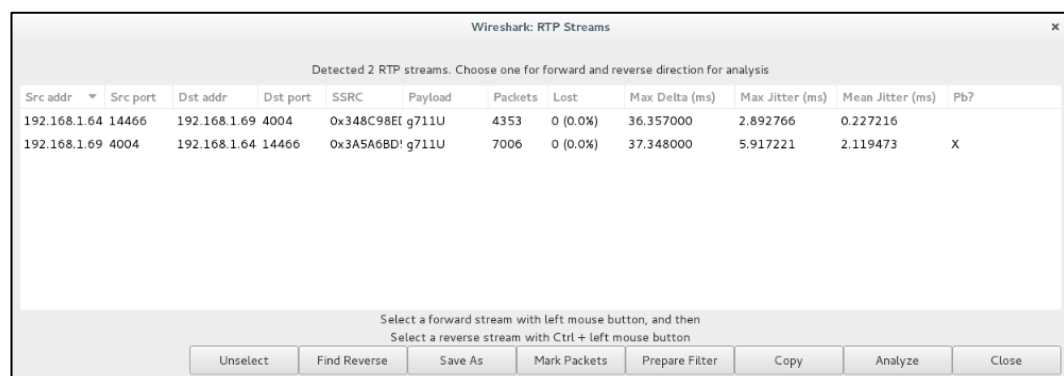 Wireshark: RTP Streams x
Detected 2 RTP streams. Choose one for forward and reverse direction for analysis
Src addr Src port Dst addr Dst port SSRC Payload Packets Lost Max Delta (ms) Max Jitter (ms) Mean Jitter (ms) Pb?
192.168.1.64 14466 192.168.1.69 4004 0x348C98E g711U 4353 0 (0.0%) 36.357000 2.892766 0.227216
192.168.1.69 4004 192.168.1.64 14466 0x3A5A6BD g711U 7006 0 (0.0%) 37.348000 5.917221 2.119473 X
Select a forward stream with left mouse button, and then
Select a reverse stream with Ctrl + left mouse button
Unselect Find Reverse Save As Mark Packets Prepare Filter Copy Analyze Close